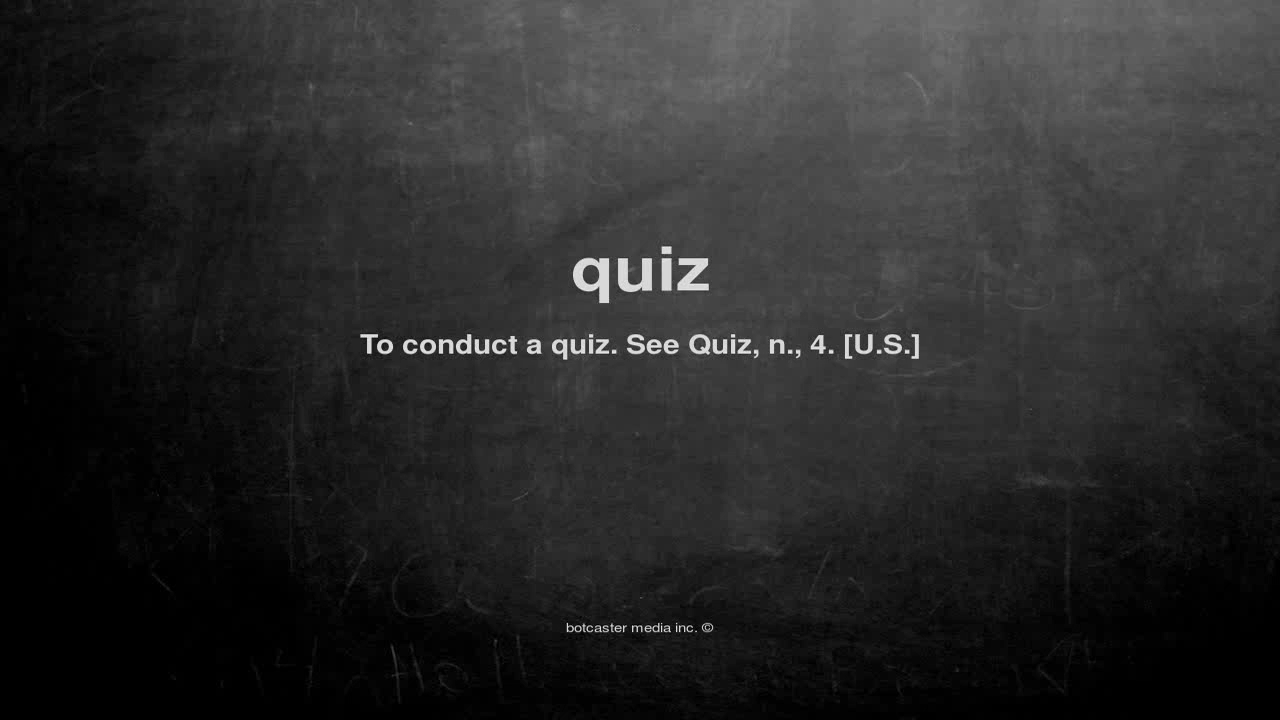 quiz
To conduct a quiz. See Quiz, n., 4. [U.S.]
botcaster media inc. ©